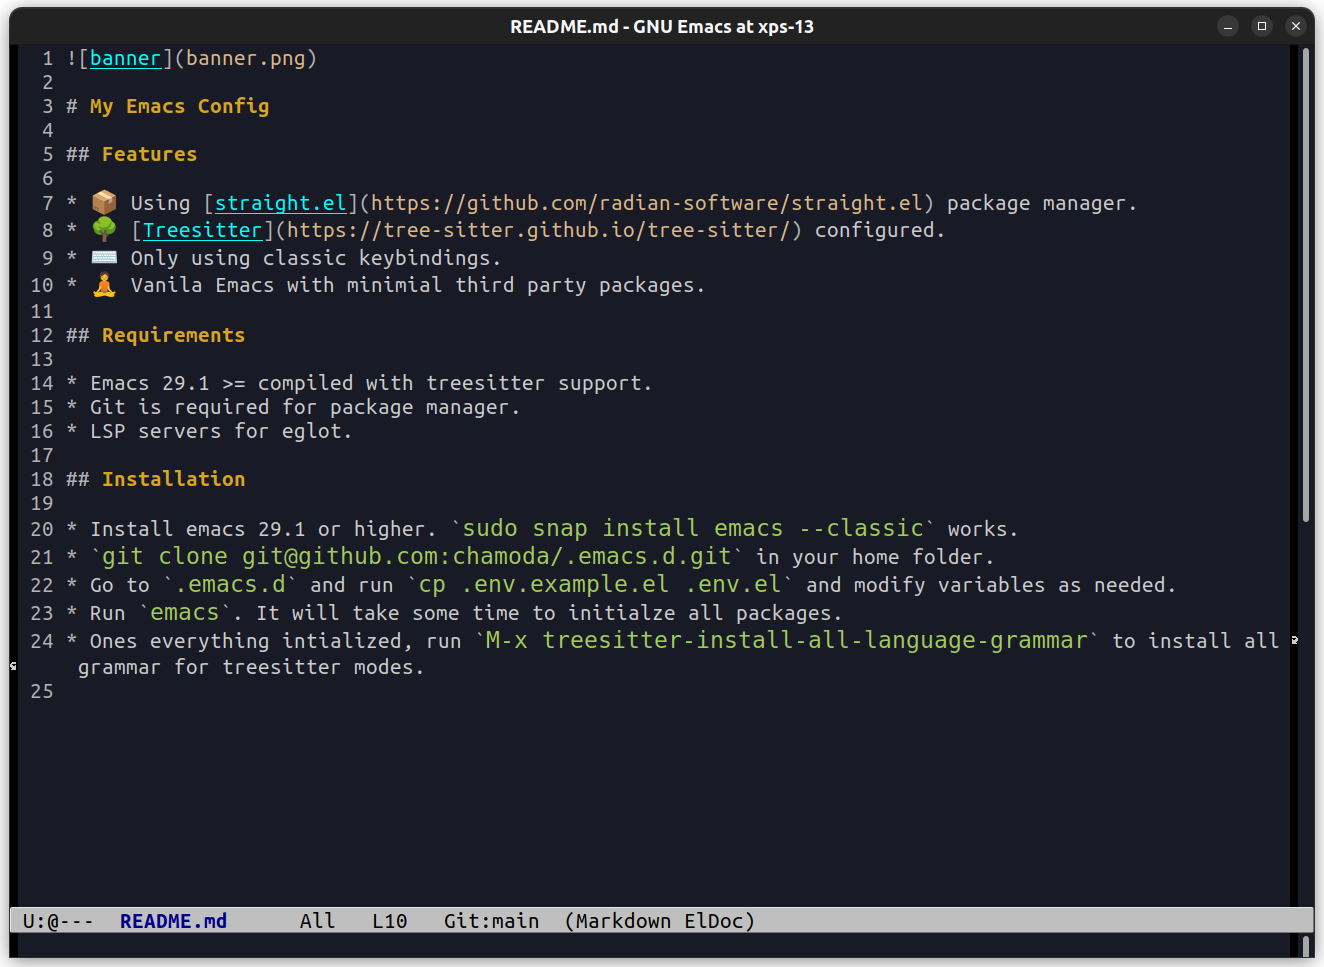 README.md - GNU Emacs at xps-13
1 ![banner](banner.png)
2
3 # My Emacs Config
4
5 ## Features
6
7 * 📦 Using [straight.el](https://github.com/radian-software/straight.el) package manager.
8 * 🌳 [Treesitter](https://tree-sitter.github.io/tree-sitter/) configured.
9 * ⌨️ Only using classic keybindings.
10 * 🧘 Vanila Emacs with minimial third party packages.
11
12 ## Requirements
13
14 * Emacs 29.1 >= compiled with treesitter support.
15 * Git is required for package manager.
16 * LSP servers for eglot.
17
18 ## Installation
19
20 * Install emacs 29.1 or higher. `sudo snap install emacs --classic` works.
21 * `git clone git@github.com:chamoda/.emacs.d.git` in your home folder.
22 * Go to `.emacs.d` and run `cp .env.example.el .env.el` and modify variables as needed.
23 * Run `emacs`. It will take some time to initialze all packages.
24 * Ones everything intialized, run `M-x treesitter-install-all-language-grammar` to install all
grammar for treesitter modes.
25
U:@--- README.md All L10 Git:main (Markdown ElDoc)